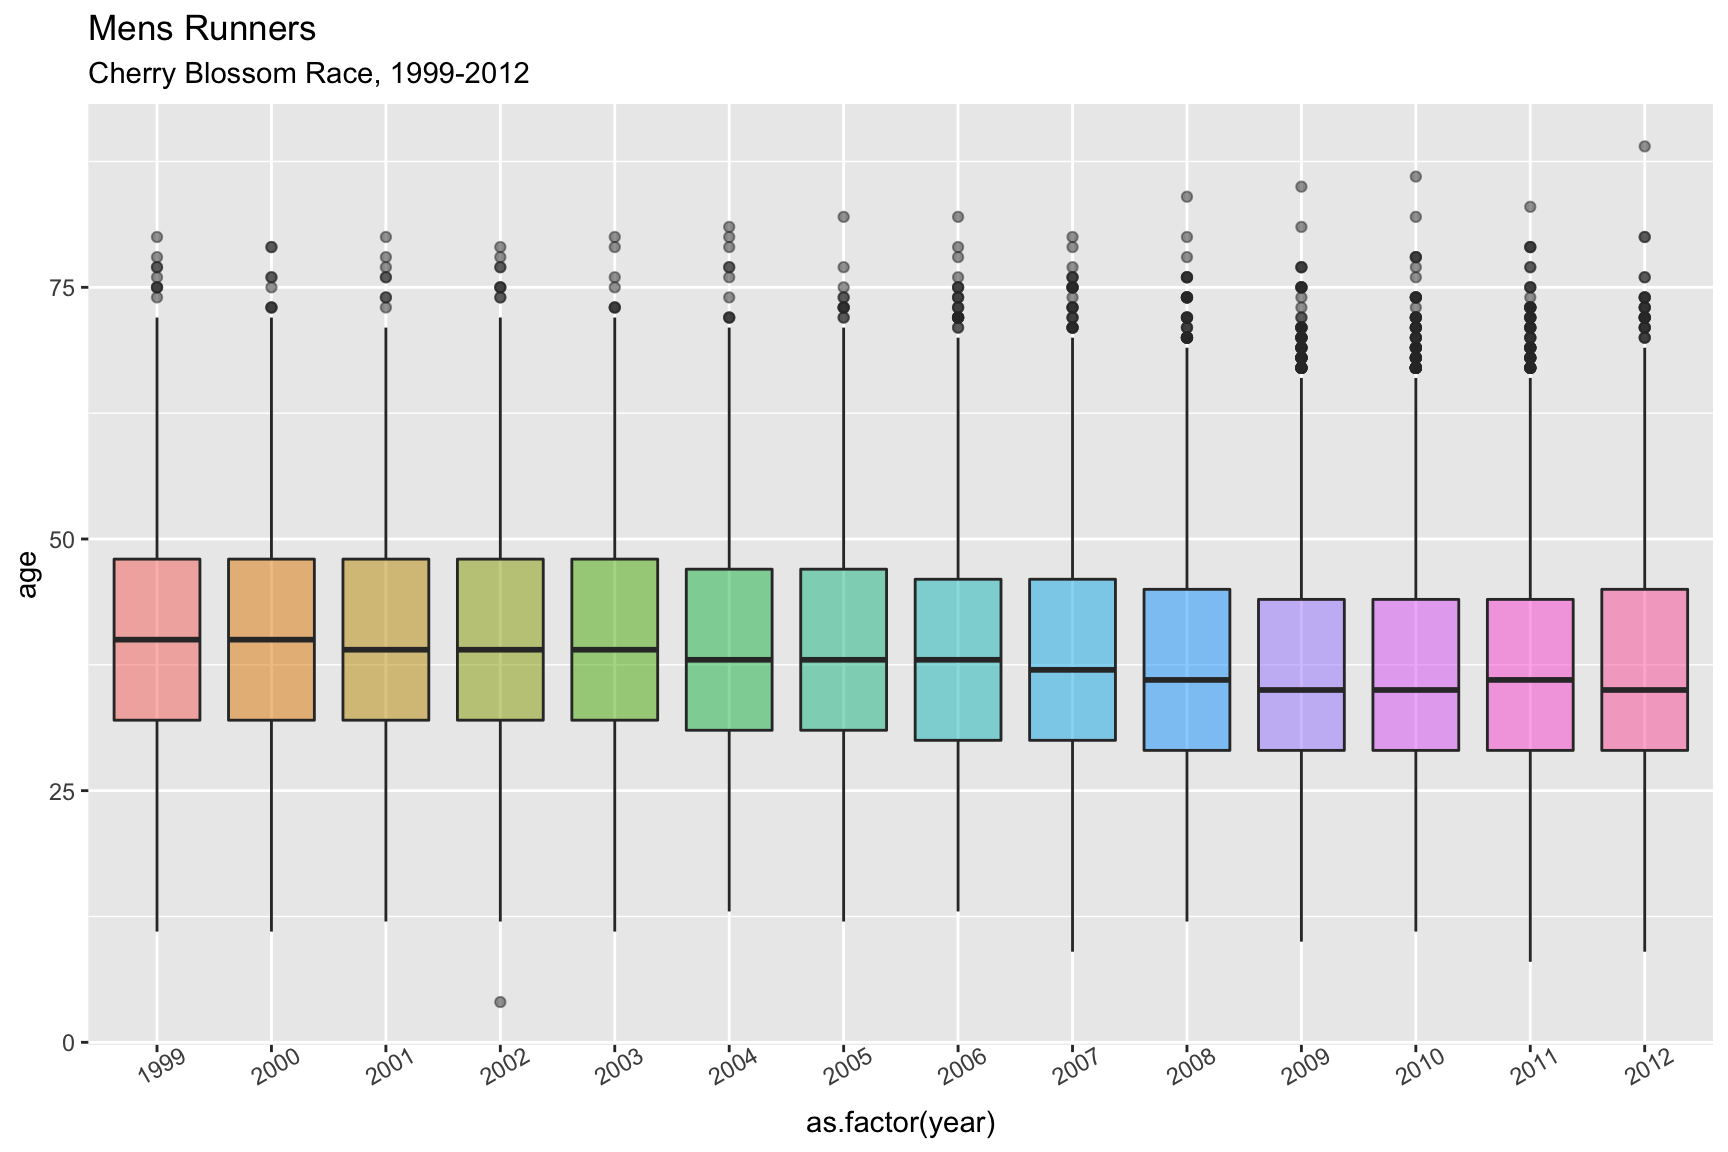 Mens Runners
Cherry Blossom Race, 1999-2012
age
75
50
25
0
1999 2000 2001 2002 2003 2004 2005 2006 2007 2008 2009 2010 2011 2012
as.factor(year)